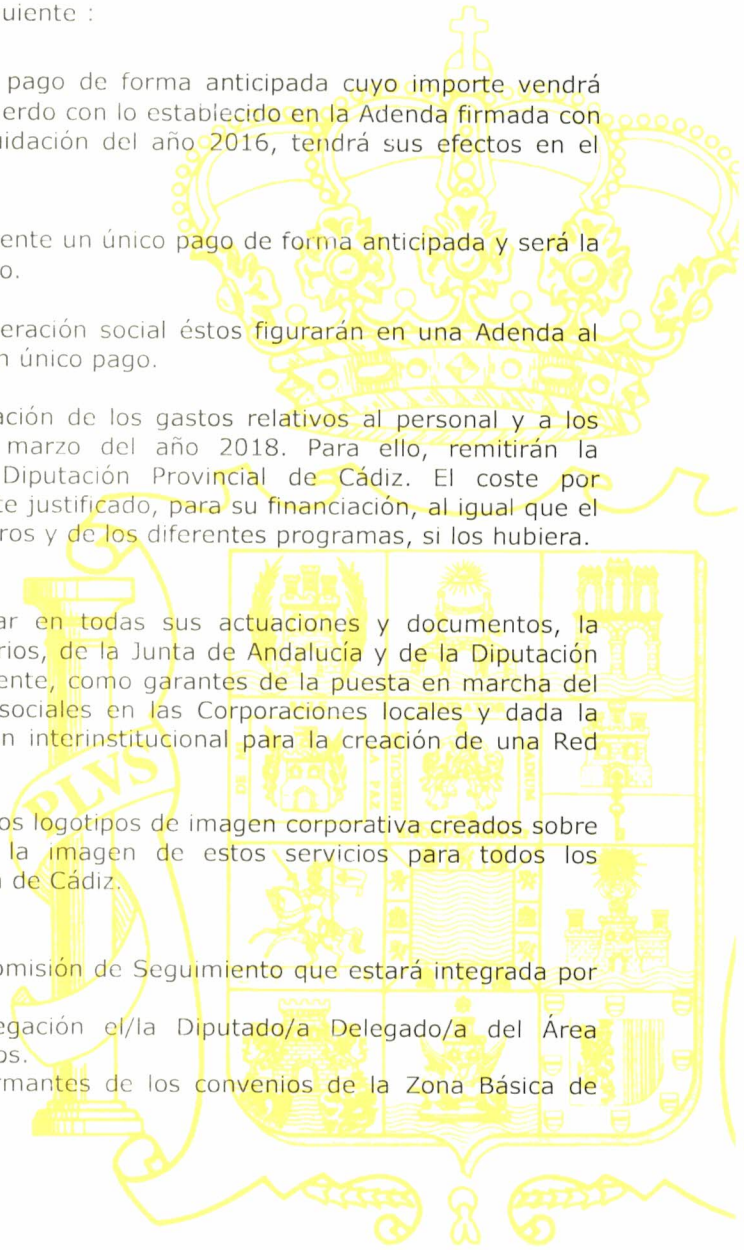 uiente :
pago de forma anticipada cuyo importe vendrá
erdo con lo establecido en la Adenda firmada con
uidación del año 2016, tendrá sus efectos en el
ente un único pago de forma anticipada y será la
o.
eración social éstos figurarán en una Adenda al
n único pago.
ación de los gastos relativos al personal y a los
marzo del año 2018. Para ello, remitirán la
Diputación Provincial de Cádiz. El coste por
te justificado, para su financiación, al igual que el
ros y de los diferentes programas, si los hubiera.
ar en todas sus actuaciones y documentos, la
rios, de la Junta de Andalucía y de la Diputación
ente, como garantes de la puesta en marcha del
sociales en las Corporaciones locales y dada la
n interinstitucional para la creación de una Red
PLVS
os logotipos de imagen corporativa creados sobre
la imagen de estos servicios para todos los
a de Cádiz.
omisión de Seguimiento que estará integrada por
egación el/la Diputado/a Delegado/a del Área
os.
rmantes de los convenios de la Zona Básica de